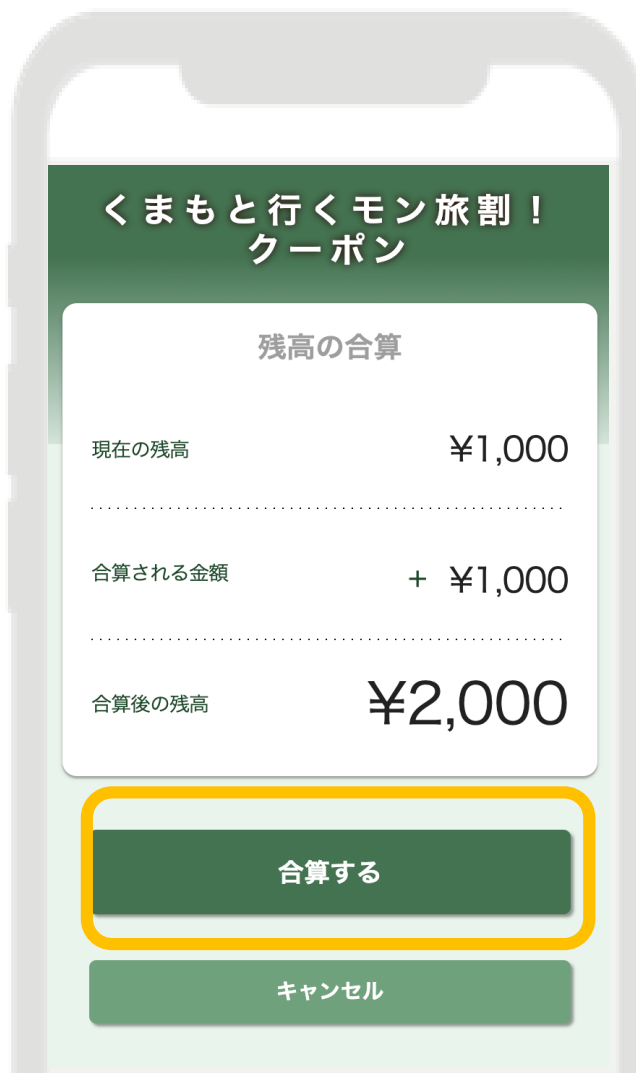 くまもと行くモン旅割！
クーポン
残高の合算
現在の残高 ¥1,000
合算される金額 + ¥1,000
合算後の残高 ¥2,000
合算する
キャンセル